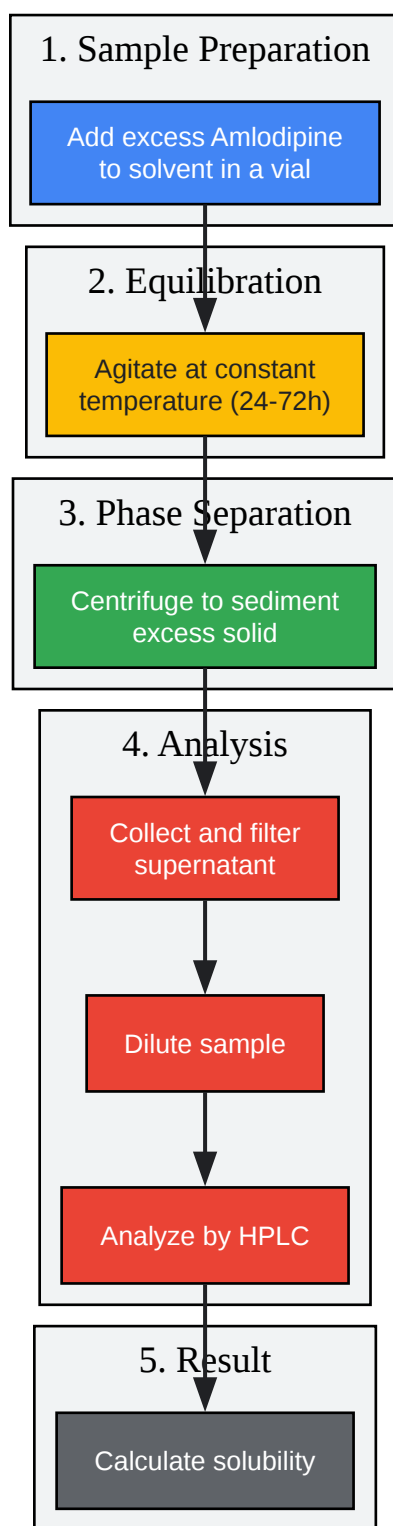 1. Sample Preparation
Add excess Amlodipine
to solvent in a vial
2. Equilibration
Agitate at constant
temperature (24-72h)
3. Phase Separation
Centrifuge to sediment
excess solid
4. Analysis
Collect and filter
supernatant
Dilute sample
Analyze by HPLC
5. Result
Calculate solubility